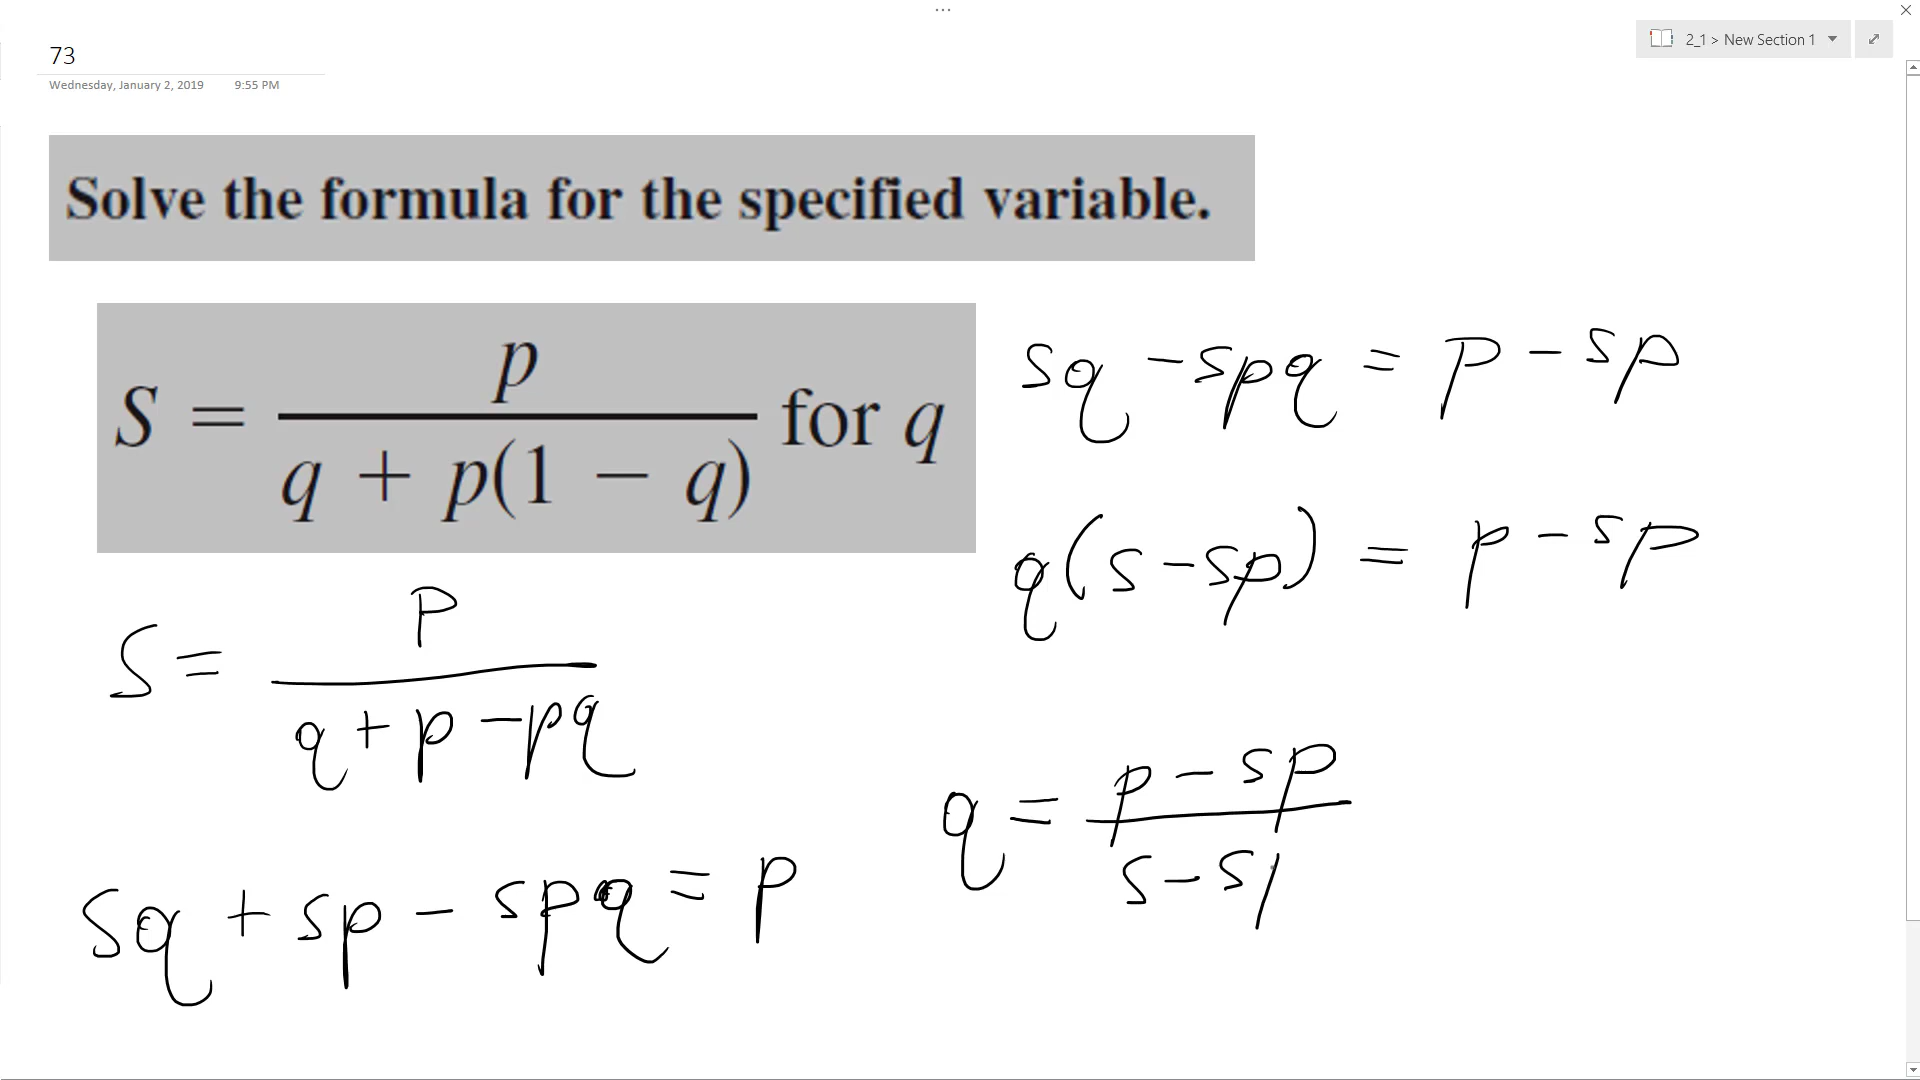 ...
2_1 > New Section 1
73
Wednesday, January 2, 2019 9:55 PM
Solve the formula for the specified variable.
S = p / (q + p(1 − q)) for q
S = p / (q + p − pq)
sq + sp − spq = p
sq − spq = p − sp
q(s − sp) = p − sp
q = (p − sp) / (s − s